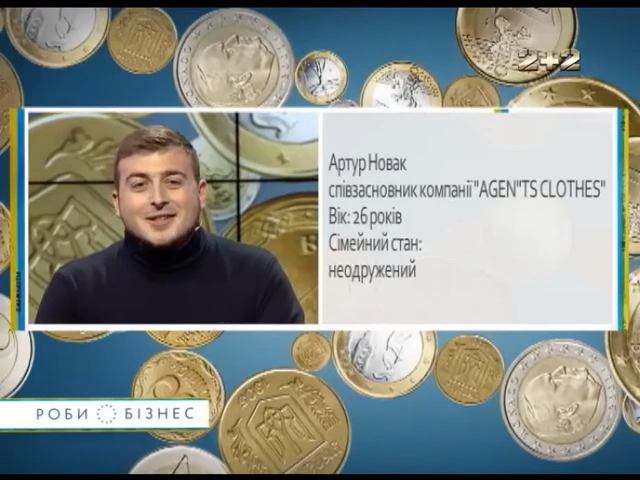 2+2
Артур Новак
співзасновник компанії "AGEN"TS CLOTHES"
Вік: 26 років
Сімейний стан:
неодружений
РОБИ БІЗНЕС